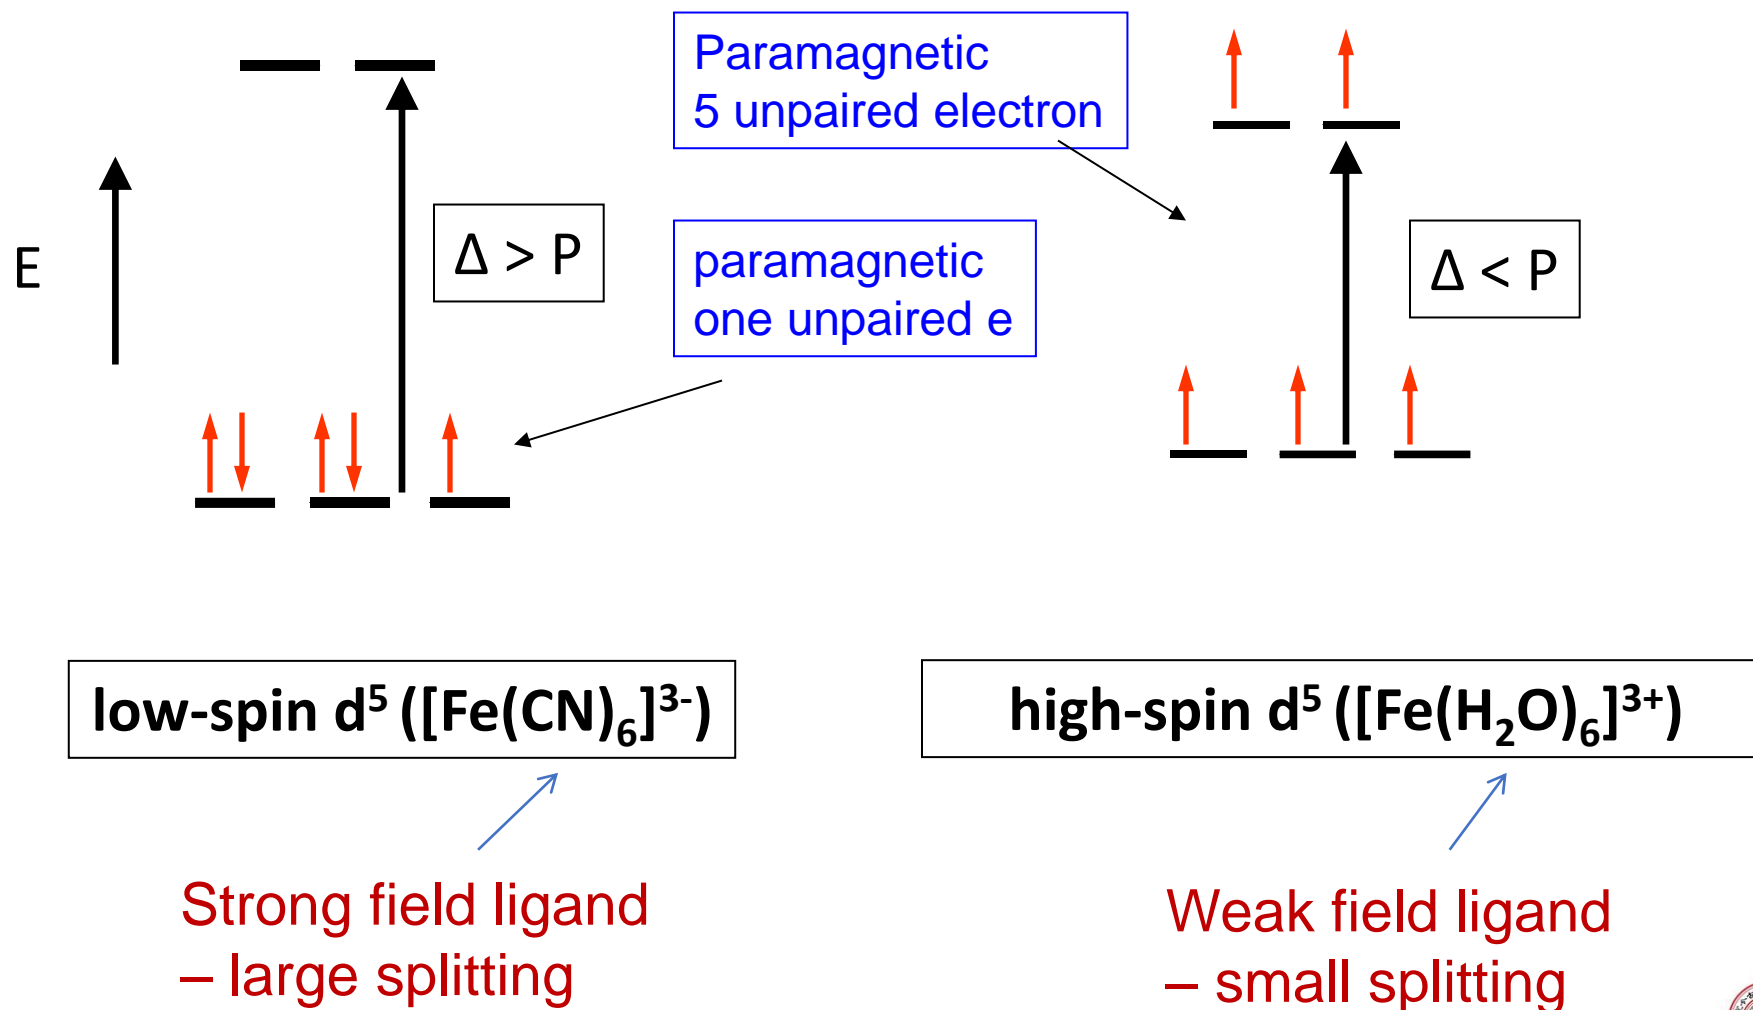 Paramagnetic
5 unpaired electron
E
Δ > P
paramagnetic
one unpaired e
Δ < P
low-spin d⁵ ([Fe(CN)₆]³⁻)
high-spin d⁵ ([Fe(H₂O)₆]³⁺)
Strong field ligand
– large splitting
Weak field ligand
– small splitting